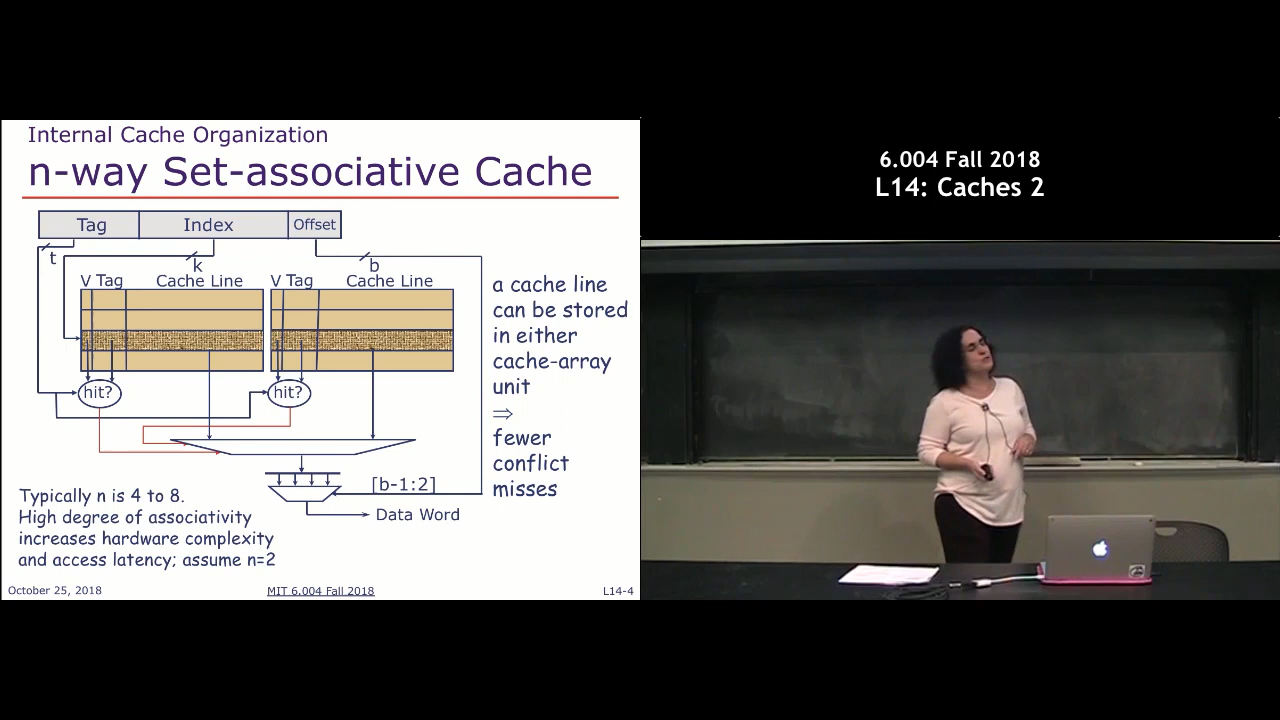 Internal Cache Organization
n-way Set-associative Cache
Tag Index Offset
t k b
V Tag Cache Line V Tag Cache Line
hit? hit?
a cache line
can be stored
in either
cache-array
unit
⇒
fewer
conflict
misses
[b-1:2]
Data Word
Typically n is 4 to 8.
High degree of associativity
increases hardware complexity
and access latency; assume n=2
October 25, 2018 MIT 6.004 Fall 2018 L14-4
6.004 Fall 2018
L14: Caches 2